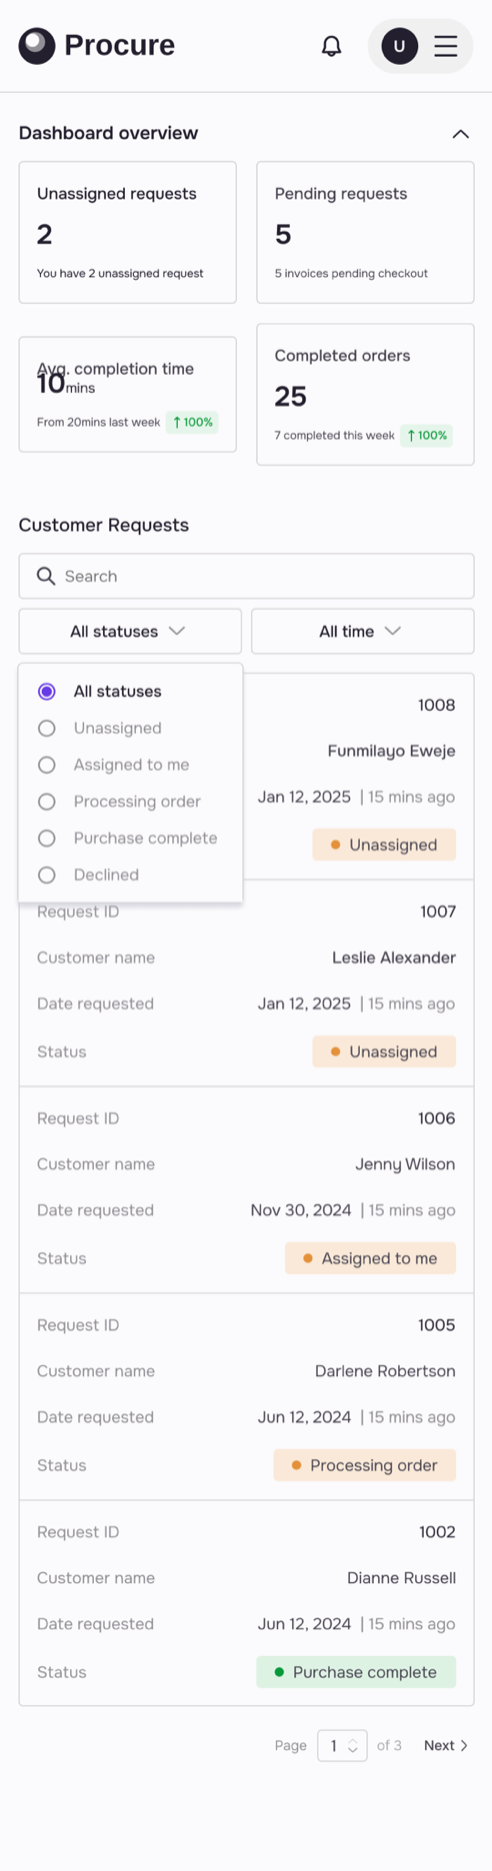 Procure
U
Dashboard overview
Unassigned requests
2
You have 2 unassigned request
Pending requests
5
5 invoices pending checkout
Avg. completion time
10mins
From 20mins last week ↑ 100%
Completed orders
25
7 completed this week ↑ 100%
Customer Requests
Search
All statuses
All time
All statuses
Unassigned
Assigned to me
Processing order
Purchase complete
Declined
1008
Funmilayo Eweje
Jan 12, 2025 | 15 mins ago
Unassigned
Request ID 1007
Customer name Leslie Alexander
Date requested Jan 12, 2025 | 15 mins ago
Status Unassigned
Request ID 1006
Customer name Jenny Wilson
Date requested Nov 30, 2024 | 15 mins ago
Status Assigned to me
Request ID 1005
Customer name Darlene Robertson
Date requested Jun 12, 2024 | 15 mins ago
Status Processing order
Request ID 1002
Customer name Dianne Russell
Date requested Jun 12, 2024 | 15 mins ago
Status Purchase complete
Page 1 of 3 Next >